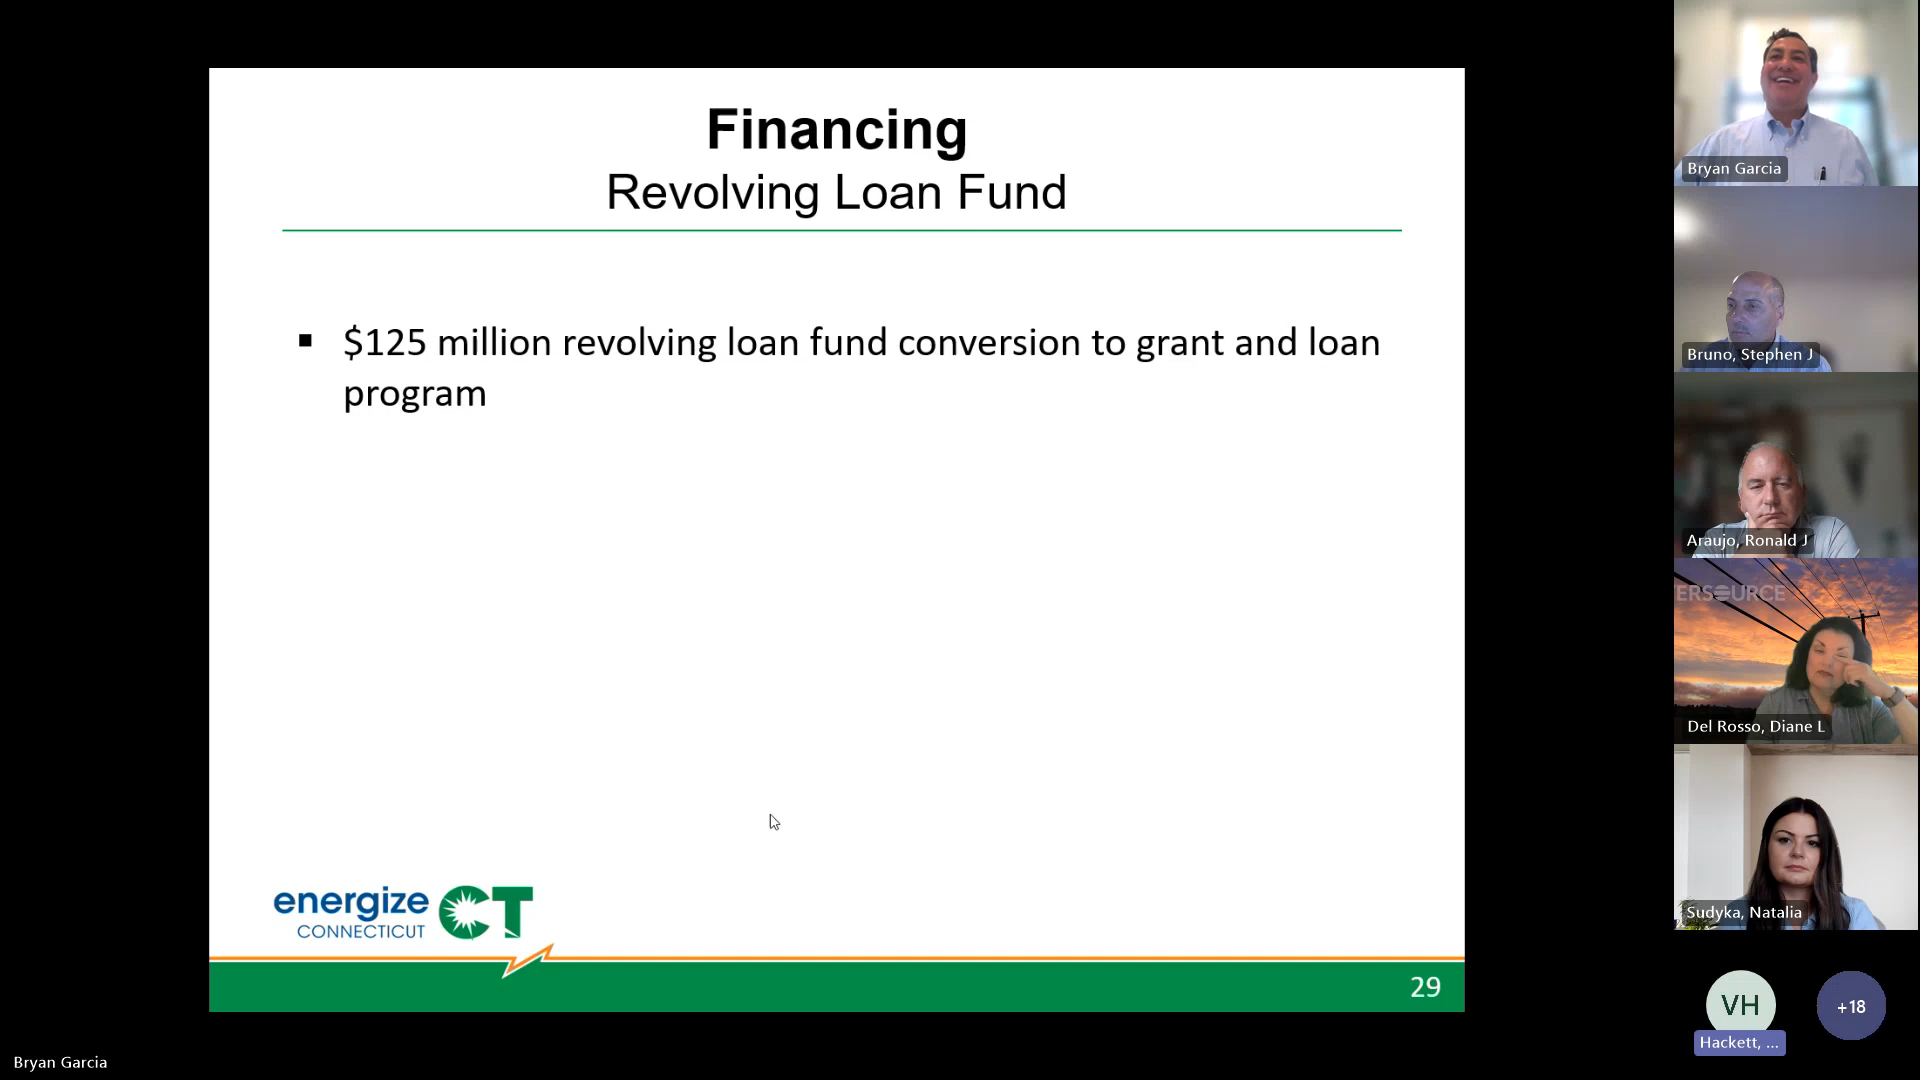 Financing
Revolving Loan Fund
$125 million revolving loan fund conversion to grant and loan
program
energize CT
CONNECTICUT
29
Bryan Garcia
Bruno, Stephen J
Araujo, Ronald J
ERSOURCE
Del Rosso, Diane L
Sudyka, Natalia
VH
+18
Hackett, ...
Bryan Garcia